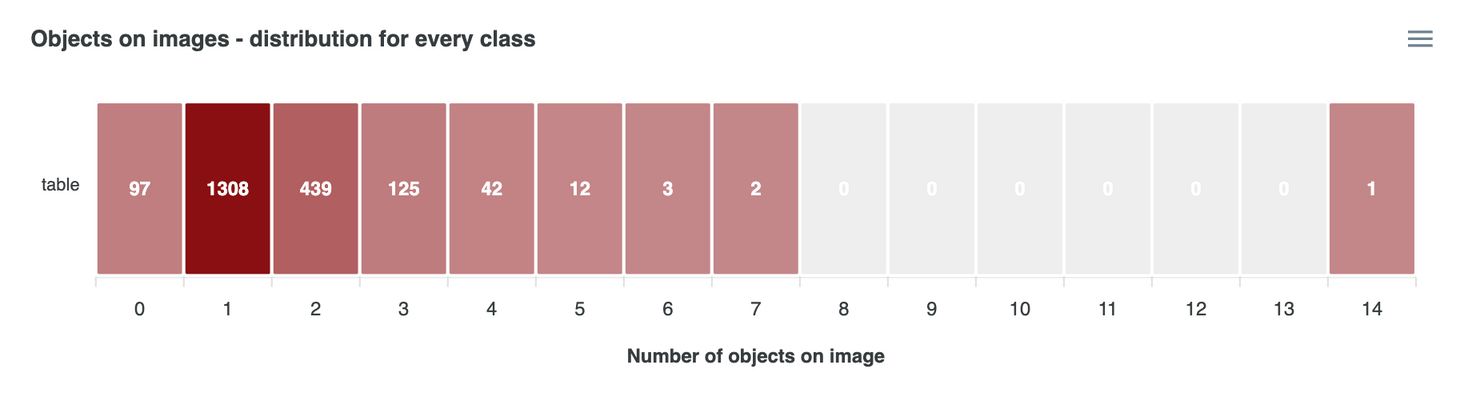 Objects on images - distribution for every class
table 97 1308 439 125 42 12 3 2 0 0 0 0 0 0 1
0 1 2 3 4 5 6 7 8 9 10 11 12 13 14
Number of objects on image